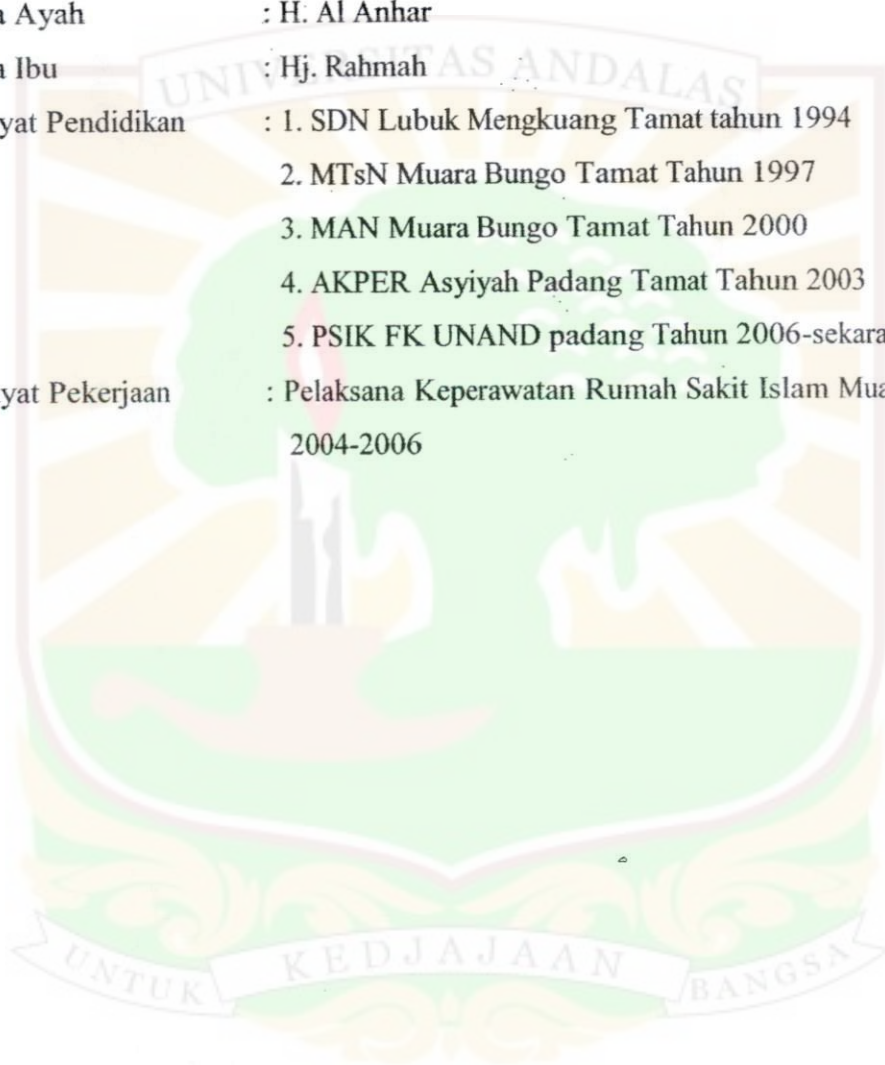 a Ayah : H. Al Anhar
a Ibu : Hj. Rahmah
UNIVERSITAS ANDALAS
yat Pendidikan : 1. SDN Lubuk Mengkuang Tamat tahun 1994
2. MTsN Muara Bungo Tamat Tahun 1997
3. MAN Muara Bungo Tamat Tahun 2000
4. AKPER Asyiyah Padang Tamat Tahun 2003
5. PSIK FK UNAND padang Tahun 2006-sekara
yat Pekerjaan : Pelaksana Keperawatan Rumah Sakit Islam Mua
2004-2006
UNTUK KEDJAJAAN BANGSA